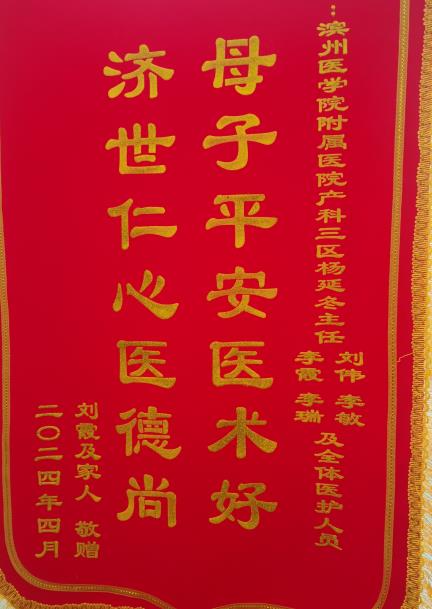 ：滨州医学院附属医院产科三区杨延冬主任
刘伟 李敏
李霞 李瑞
及全体医护人员
母子平安医术好
济世仁心医德尚
刘霞及家人 敬赠
二〇二四年四月